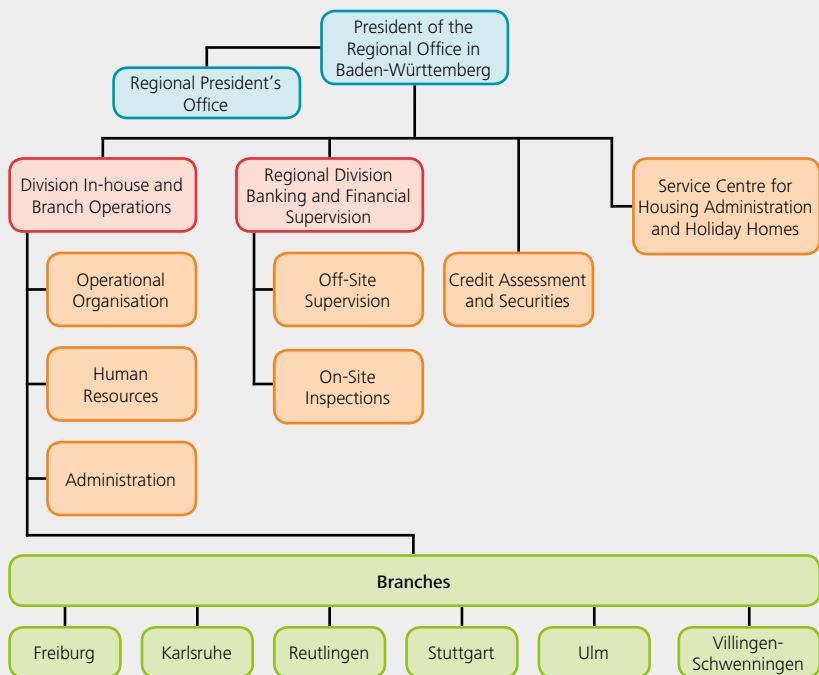 President of the
Regional Office in
Baden-Württemberg
Regional President’s
Office
Division In-house and
Branch Operations
Regional Division
Banking and Financial
Supervision
Service Centre for
Housing Administration
and Holiday Homes
Operational
Organisation
Off-Site
Supervision
Credit Assessment
and Securities
Human
Resources
On-Site
Inspections
Administration
Branches
Freiburg
Karlsruhe
Reutlingen
Stuttgart
Ulm
Villingen-
Schwenningen